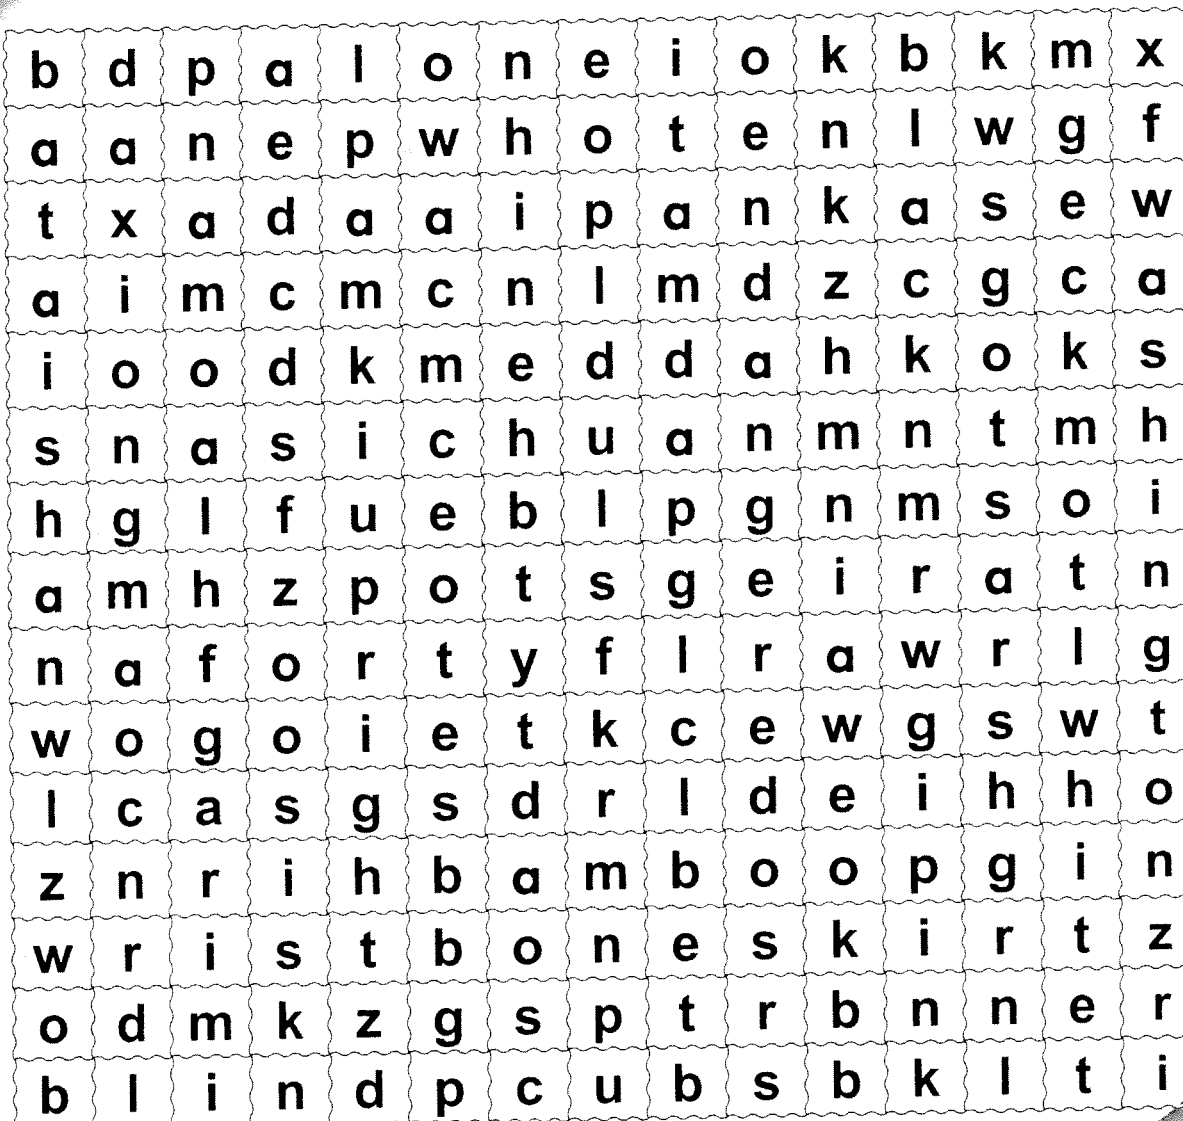 b d p a l o n e i o k b k m x
a a n e p w h o t e n l w g f
t x a d a a i p a n k a s e w
a i m c m c n l m d z c g c a
i o o d k m e d d a h k o k s
s n a s i c h u a n m n t m h
h g l f u e b l p g n m s o i
a m h z p o t s g e i r a t n
n a f o r t y f l r a w r l g
w o g o i e t k c e w g s w t
l c a s g s d r l d e i h h o
z n r i h b a m b o o p g i n
w r i s t b o n e s k i r t z
o d m k z g s p t r b n n e r
b l i n d p c u b s b k l t i